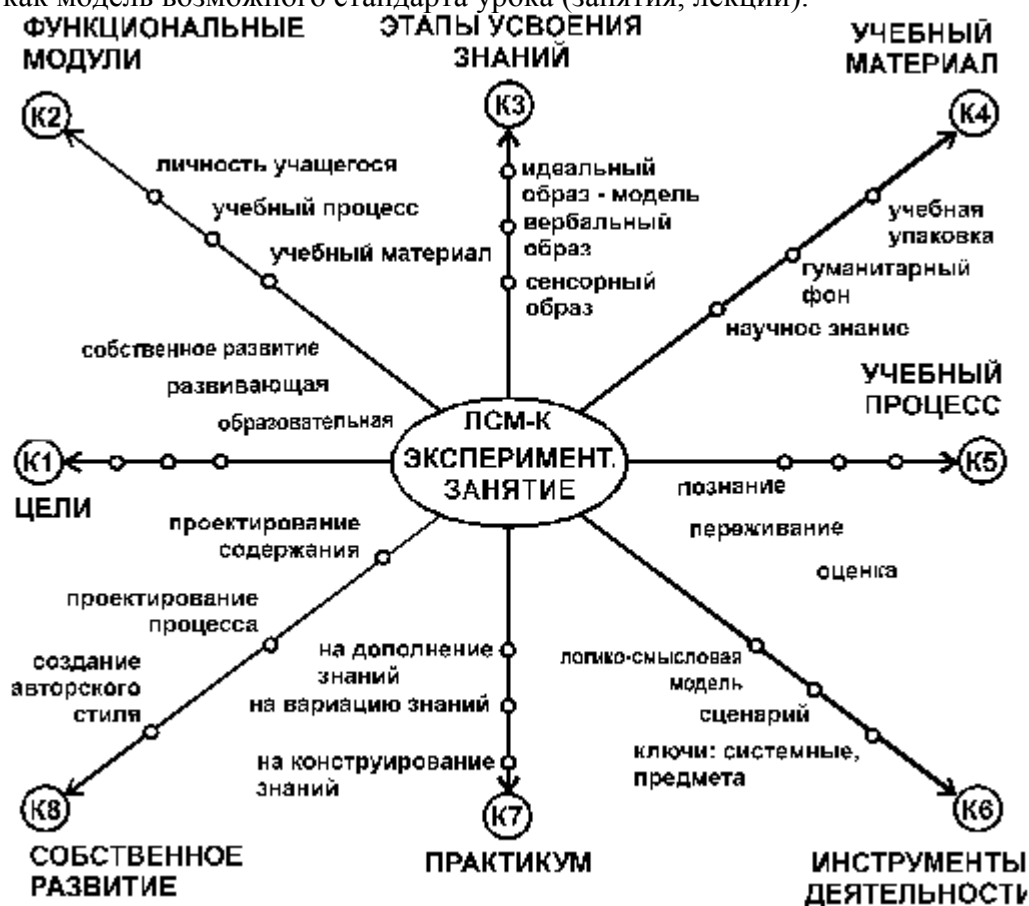 как модель возможного стандарта урока (занятия, лекции).
ФУНКЦИОНАЛЬНЫЕ
МОДУЛИ
ЭТАПЫ УСВОЕНИЯ
ЗНАНИЙ
УЧЕБНЫЙ
МАТЕРИАЛ
К2
К3
К4
личность учащегося
учебный процесс
учебный материал
идеальный
образ - модель
вербальный
образ
сенсорный
образ
учебная
упаковка
гуманитарный
фон
научное знание
собственное развитие
развивающая
образовательная
УЧЕБНЫЙ
ПРОЦЕСС
К1
ЦЕЛИ
ЛСМ-К
ЭКСПЕРИМЕНТ.
ЗАНЯТИЕ
К5
познание
переживание
оценка
проектирование
содержания
проектирование
процесса
создание
авторского
стиля
на дополнение
знаний
на вариацию знаний
на конструирование
знаний
логико-смысловая
модель
сценарий
ключи: системные,
предмета
К8
К7
К6
СОБСТВЕННОЕ
РАЗВИТИЕ
ПРАКТИКУМ
ИНСТРУМЕНТЫ
ДЕЯТЕЛЬНОСТИ